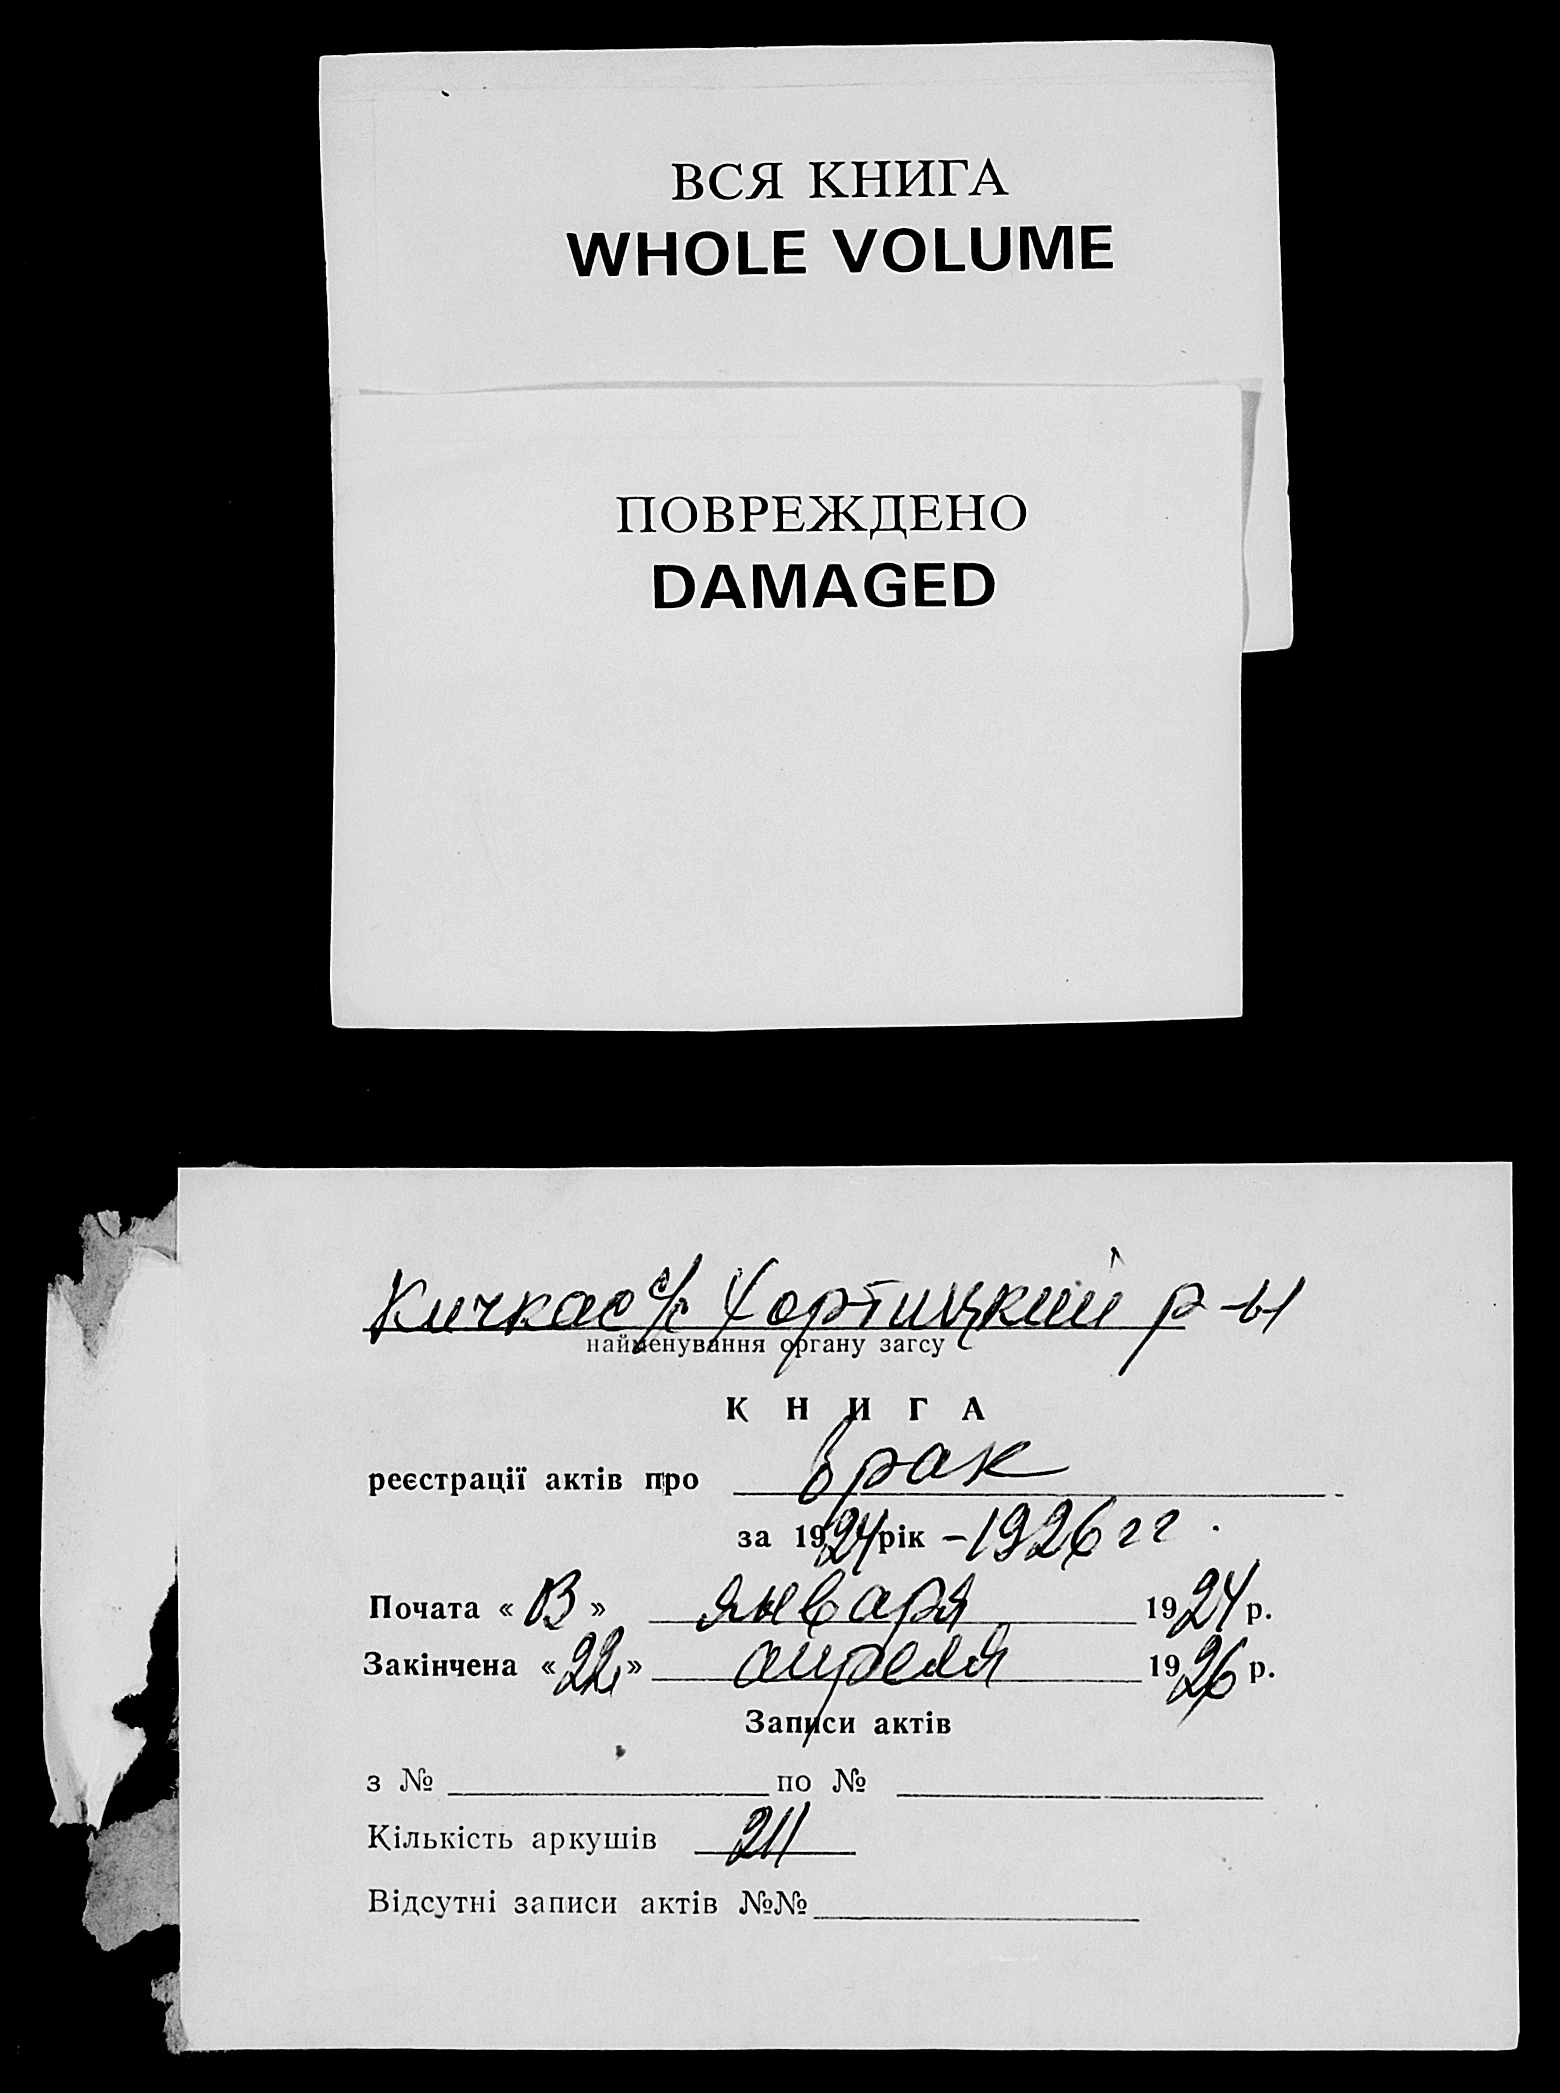 ВСЯ КНИГА
WHOLE VOLUME
ПОВРЕЖДЕНО
DAMAGED
Кичкас с/с Хортицкий р-н
найменування органу загсу
КНИГА
реєстрації актів про брак
за 1924 рік – 1926 гг.
Почата « 13 » января 1924 р.
Закінчена « 22 » апреля 1926 р.
Записи актів
з № по №
Кількість аркушів 211
Відсутні записи актів №№